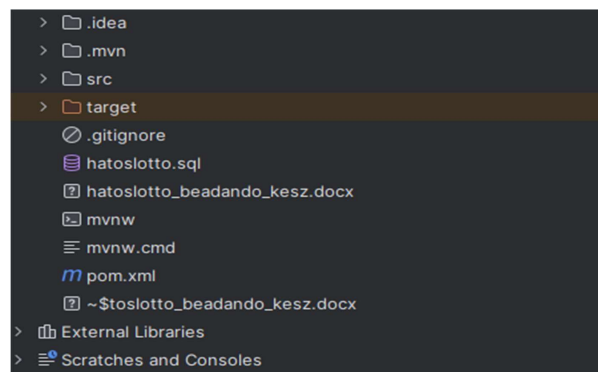 .idea
.mvn
src
target
.gitignore
hatoslotto.sql
hatoslotto_beadando_kesz.docx
mvnw
mvnw.cmd
pom.xml
~$toslotto_beadando_kesz.docx
External Libraries
Scratches and Consoles